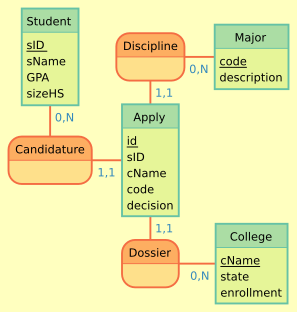 Student
sID
sName
GPA
sizeHS
0,N
Candidature
1,1
Discipline
0,N
1,1
Major
code
description
Apply
id
sID
cName
code
decision
1,1
Dossier
0,N
College
cName
state
enrollment